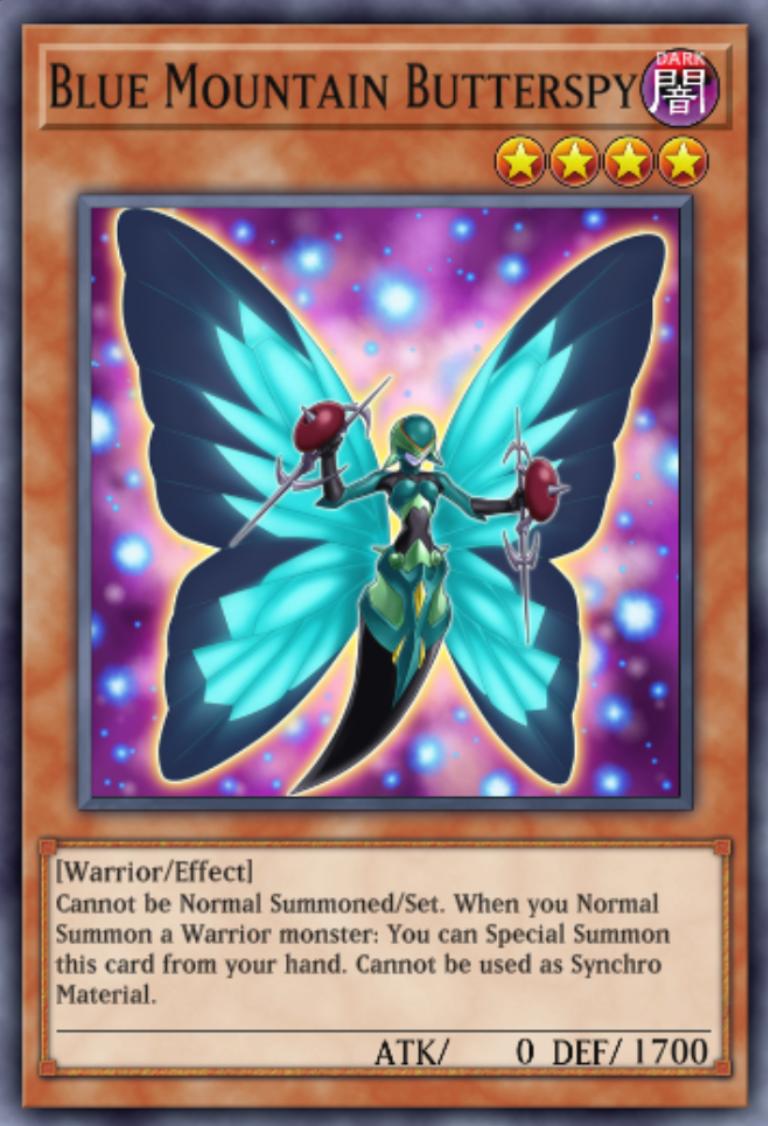 BLUE MOUNTAIN BUTTERSPY
DARK
闇
[Warrior/Effect]
Cannot be Normal Summoned/Set. When you Normal
Summon a Warrior monster: You can Special Summon
this card from your hand. Cannot be used as Synchro
Material.
ATK/ 0 DEF/ 1700